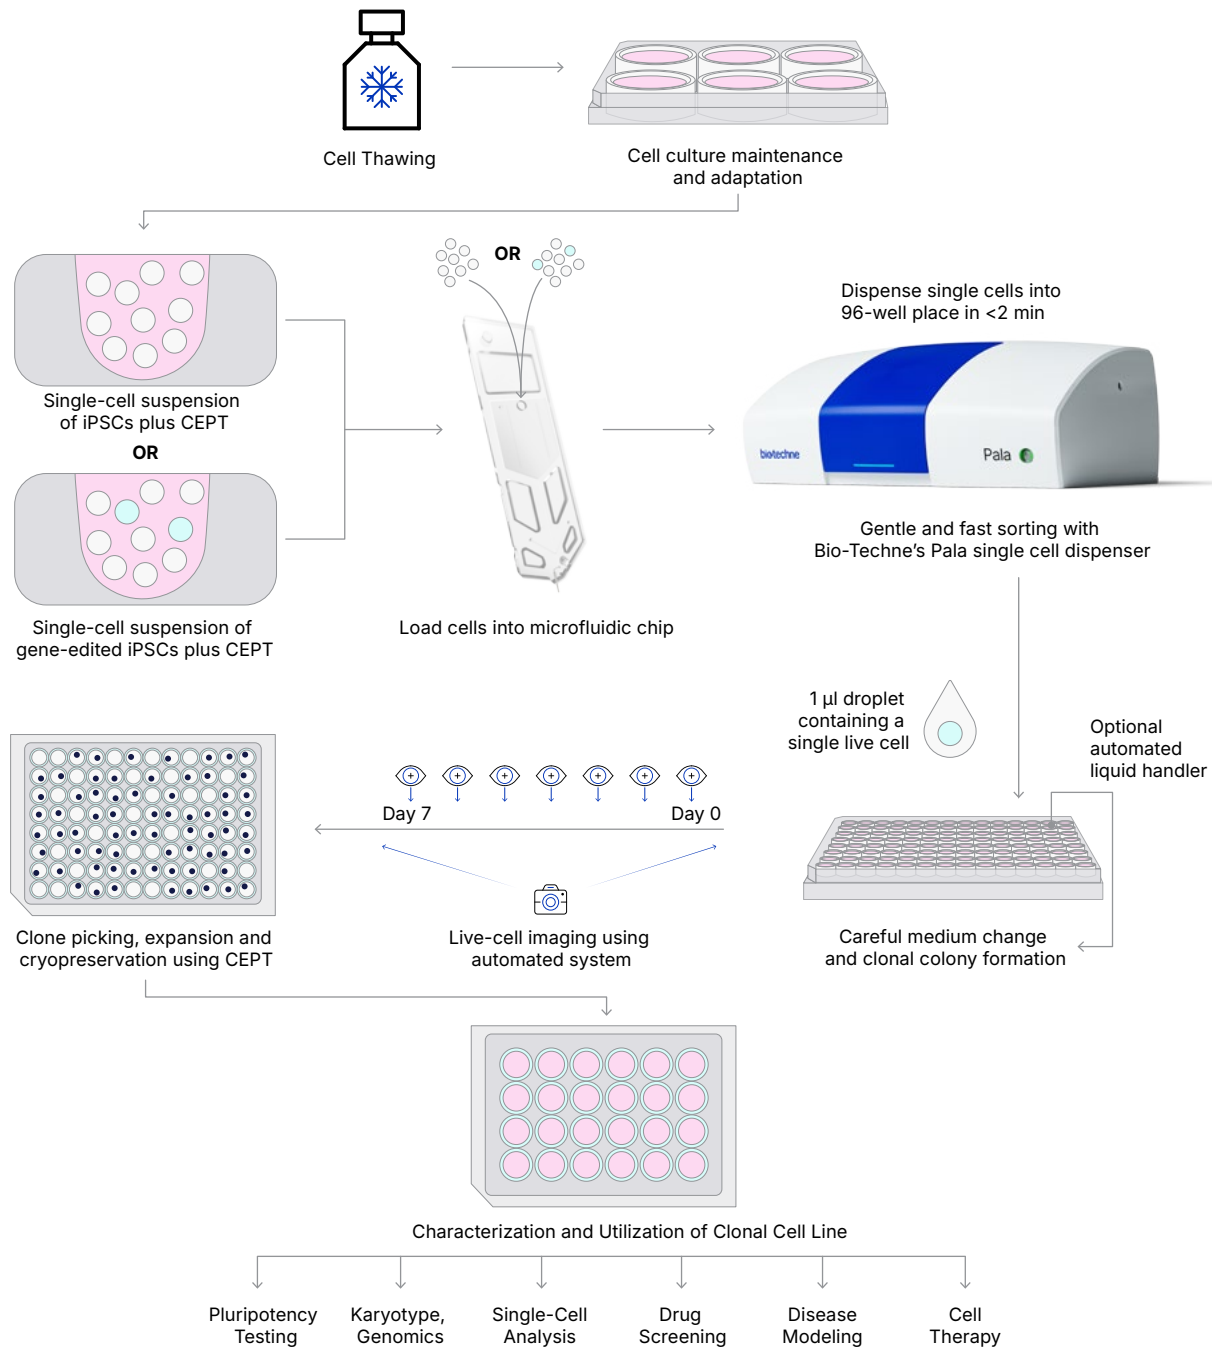 Cell Thawing
Cell culture maintenance
and adaptation
Single-cell suspension
of iPSCs plus CEPT
OR
Single-cell suspension of
gene-edited iPSCs plus CEPT
OR
Load cells into microfluidic chip
Dispense single cells into
96-well place in <2 min
bio-techne
Pala
Gentle and fast sorting with
Bio-Techne’s Pala single cell dispenser
1 µl droplet
containing a
single live cell
Optional
automated
liquid handler
Careful medium change
and clonal colony formation
Day 7
Day 0
Live-cell imaging using
automated system
Clone picking, expansion and
cryopreservation using CEPT
Characterization and Utilization of Clonal Cell Line
Pluripotency
Testing
Karyotype,
Genomics
Single-Cell
Analysis
Drug
Screening
Disease
Modeling
Cell
Therapy